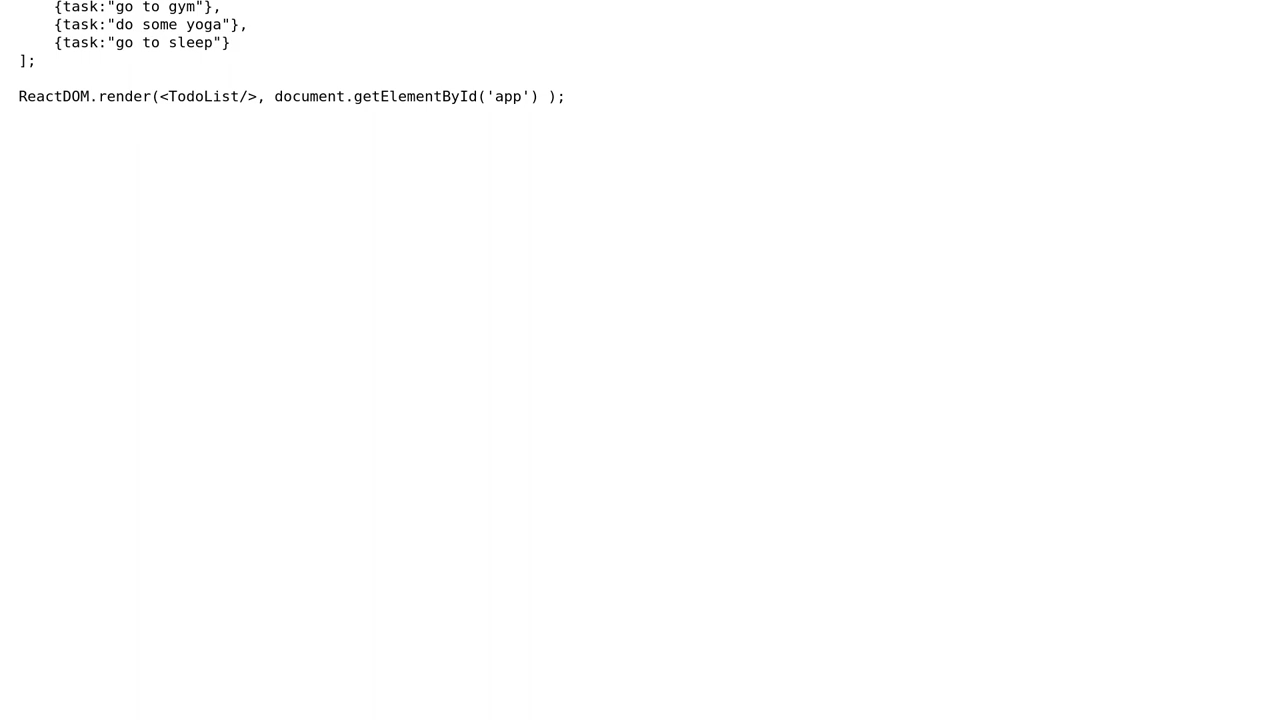 {task:"go to gym"},
    {task:"do some yoga"},
    {task:"go to sleep"}
];

ReactDOM.render(<TodoList/>, document.getElementById('app') );